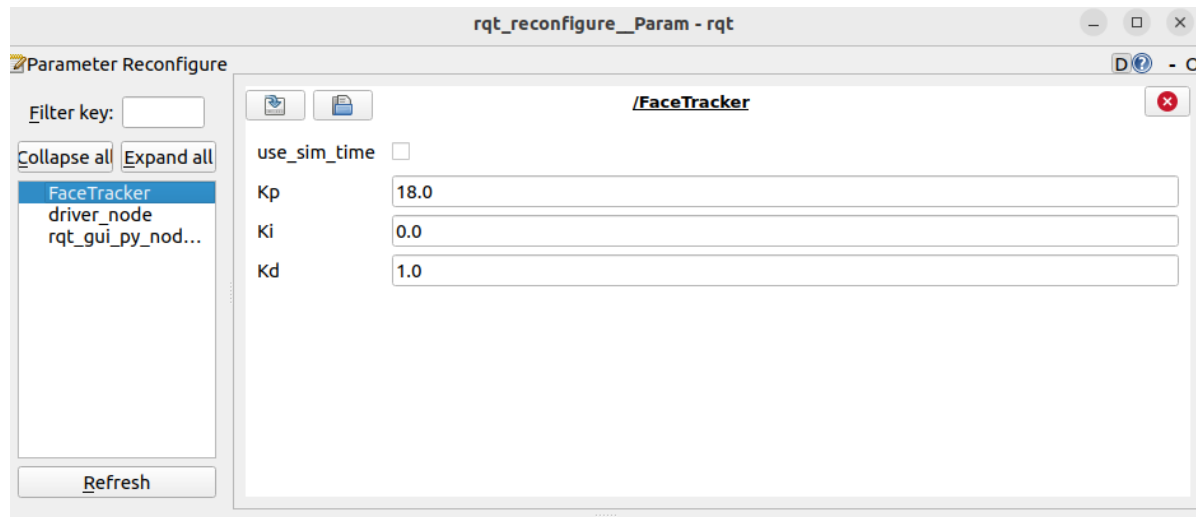 rqt_reconfigure__Param - rqt
Parameter Reconfigure
D
- O
Filter key:
Collapse all
Expand all
FaceTracker
driver_node
rqt_gui_py_nod...
Refresh
/FaceTracker
use_sim_time
Kp
18.0
Ki
0.0
Kd
1.0